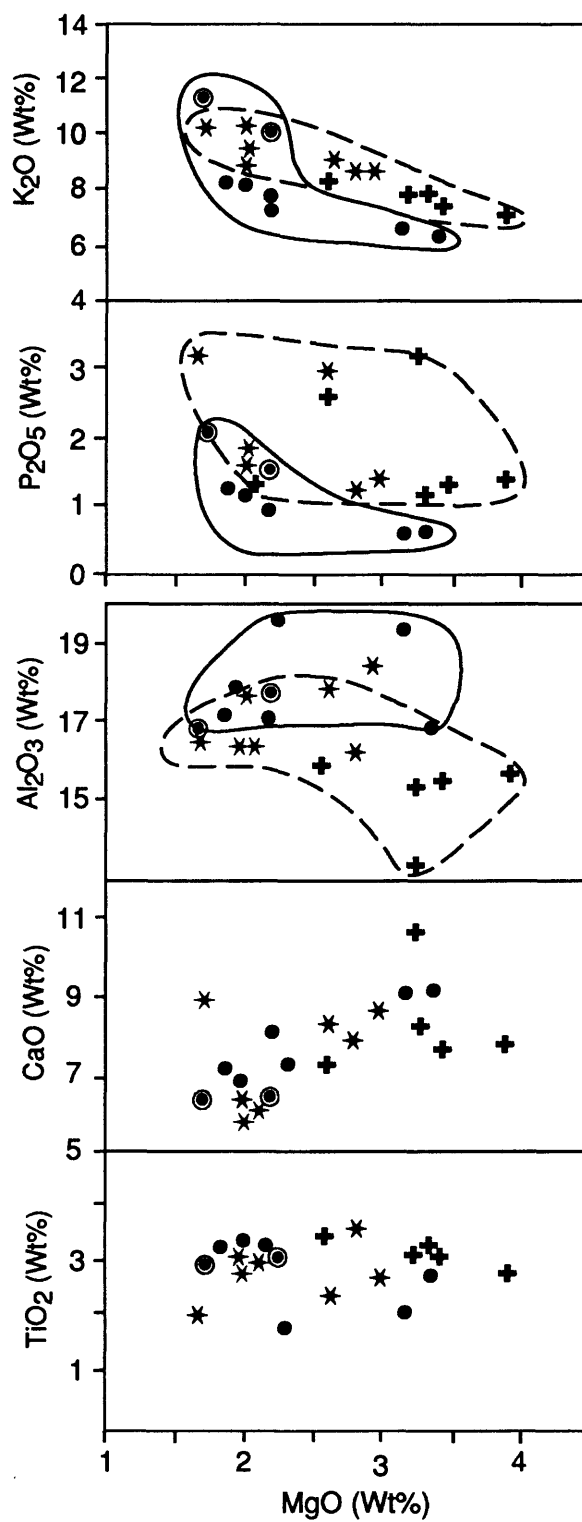 14
12
10
8
6
4
K₂O (Wt%)
3
2
1
0
P₂O₅ (Wt%)
19
17
15
Al₂O₃ (Wt%)
11
9
7
5
CaO (Wt%)
3
1
TiO₂ (Wt%)
1 2 3 4
MgO (Wt%)